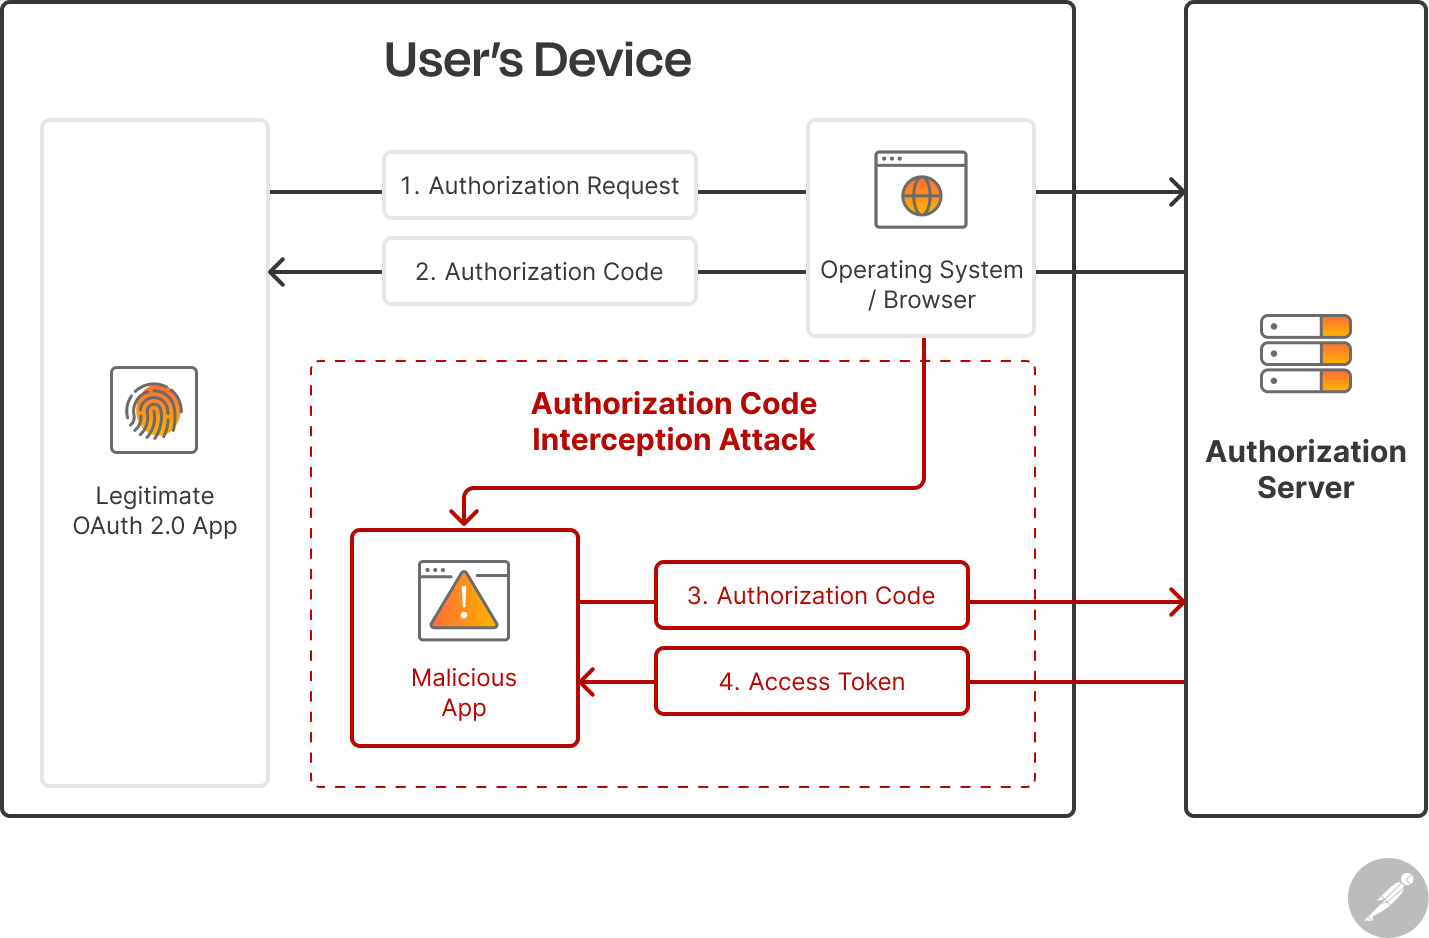 User’s Device
1. Authorization Request
2. Authorization Code
Operating System
/ Browser
Legitimate
OAuth 2.0 App
Authorization Code
Interception Attack
Malicious
App
3. Authorization Code
4. Access Token
Authorization
Server